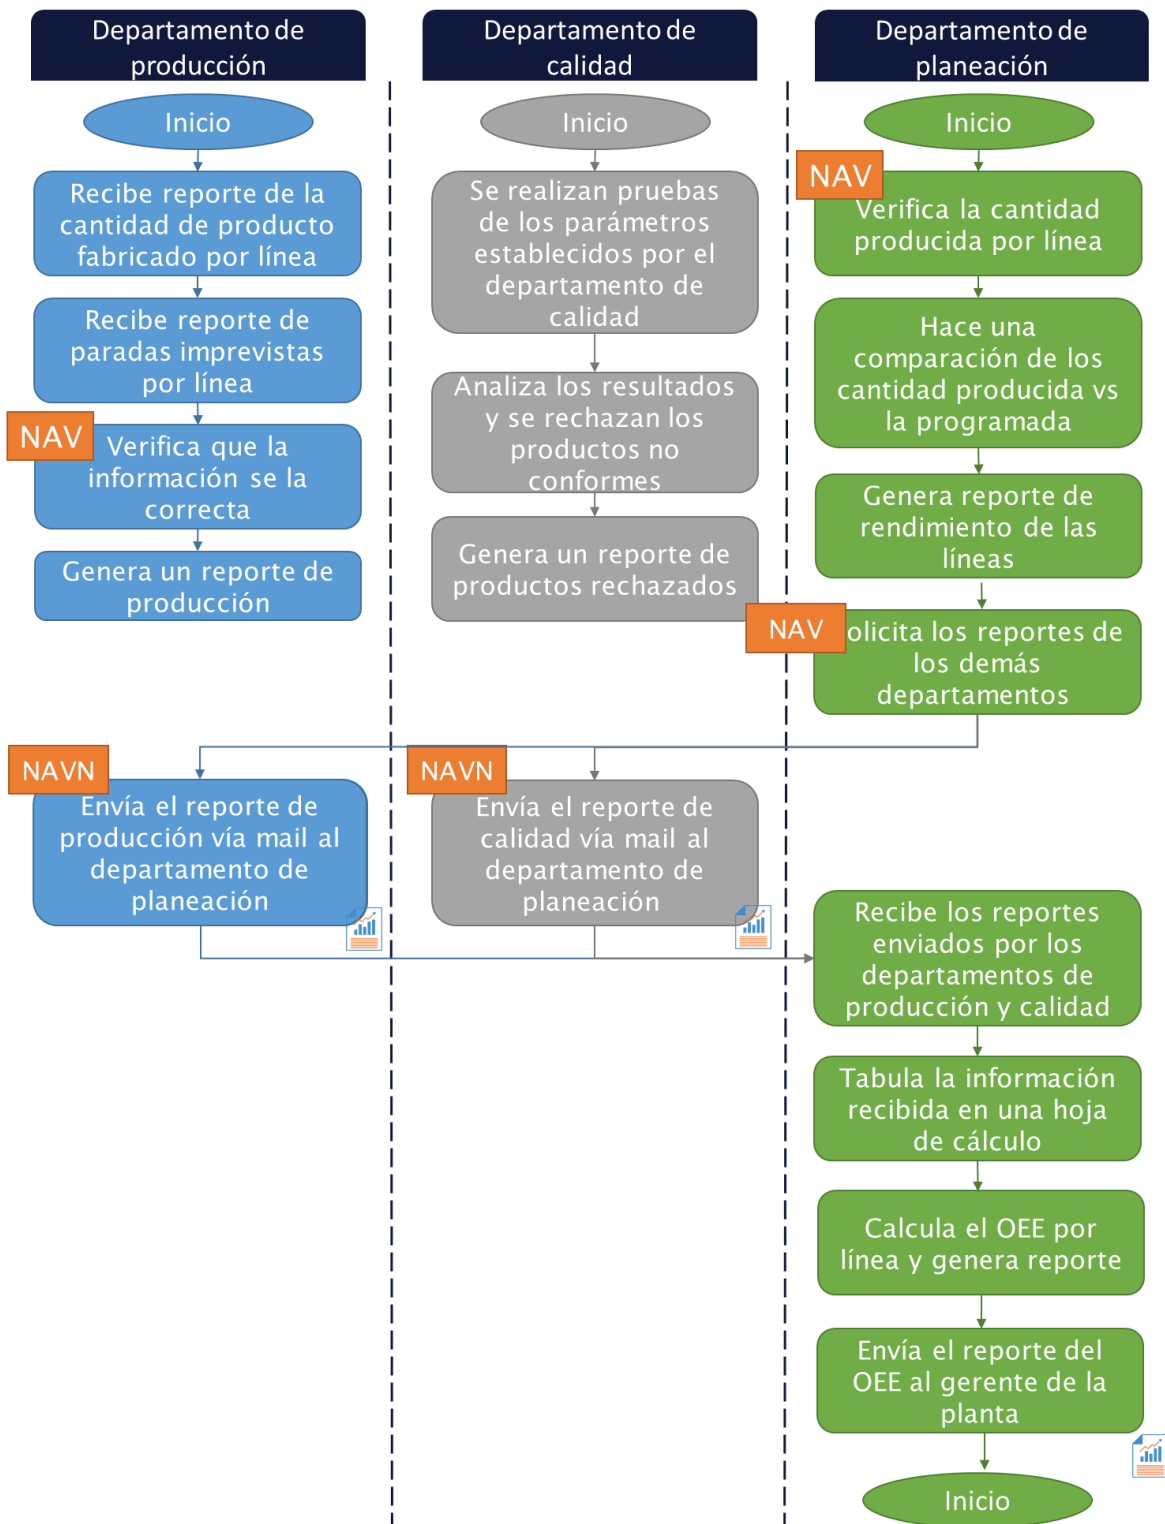 Departamento de
producción
Departamento de
calidad
Departamento de
planeación
Inicio
Recibe reporte de la
cantidad de producto
fabricado por línea
Recibe reporte de
paradas imprevistas
por línea
NAV
Verifica que la
información se la
correcta
Genera un reporte de
producción
Inicio
Se realizan pruebas
de los parámetros
establecidos por el
departamento de
calidad
Analiza los resultados
y se rechazan los
productos no
conformes
Genera un reporte de
productos rechazados
Inicio
NAV
Verifica la cantidad
producida por línea
Hace una
comparación de los
cantidad producida vs
la programada
Genera reporte de
rendimiento de las
líneas
NAV
olicita los reportes de
los demás
departamentos
NAVN
Envía el reporte de
producción vía mail al
departamento de
planeación
NAVN
Envía el reporte de
calidad vía mail al
departamento de
planeación
Recibe los reportes
enviados por los
departamentos de
producción y calidad
Tabula la información
recibida en una hoja
de cálculo
Calcula el OEE por
línea y genera reporte
Envía el reporte del
OEE al gerente de la
planta
Inicio